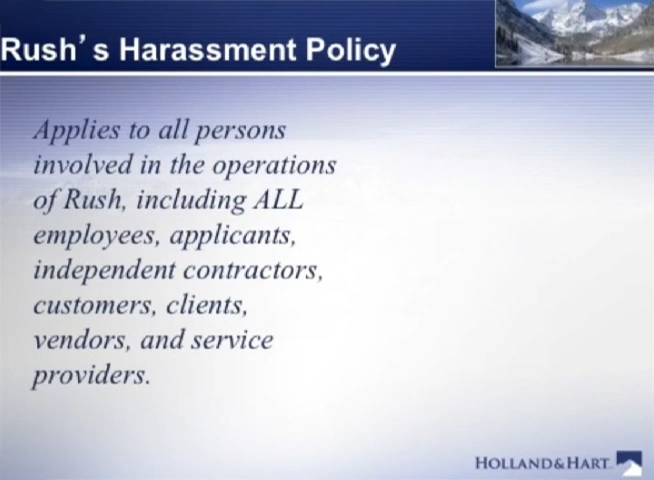 Rush’s Harassment Policy
Applies to all persons
involved in the operations
of Rush, including ALL
employees, applicants,
independent contractors,
customers, clients,
vendors, and service
providers.
HOLLAND&HART